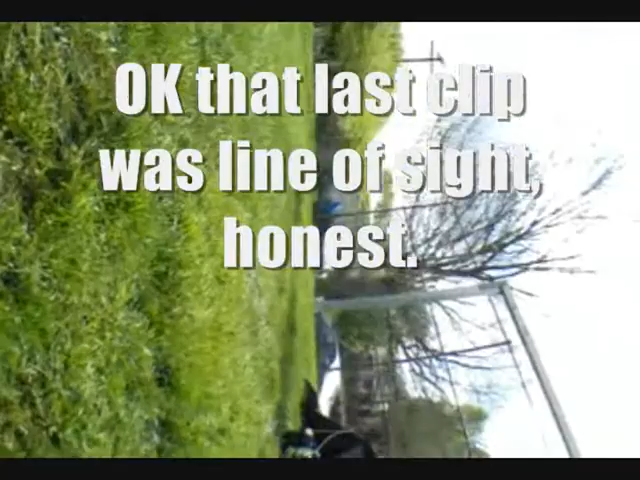 OK that last clip
was line of sight,
honest.